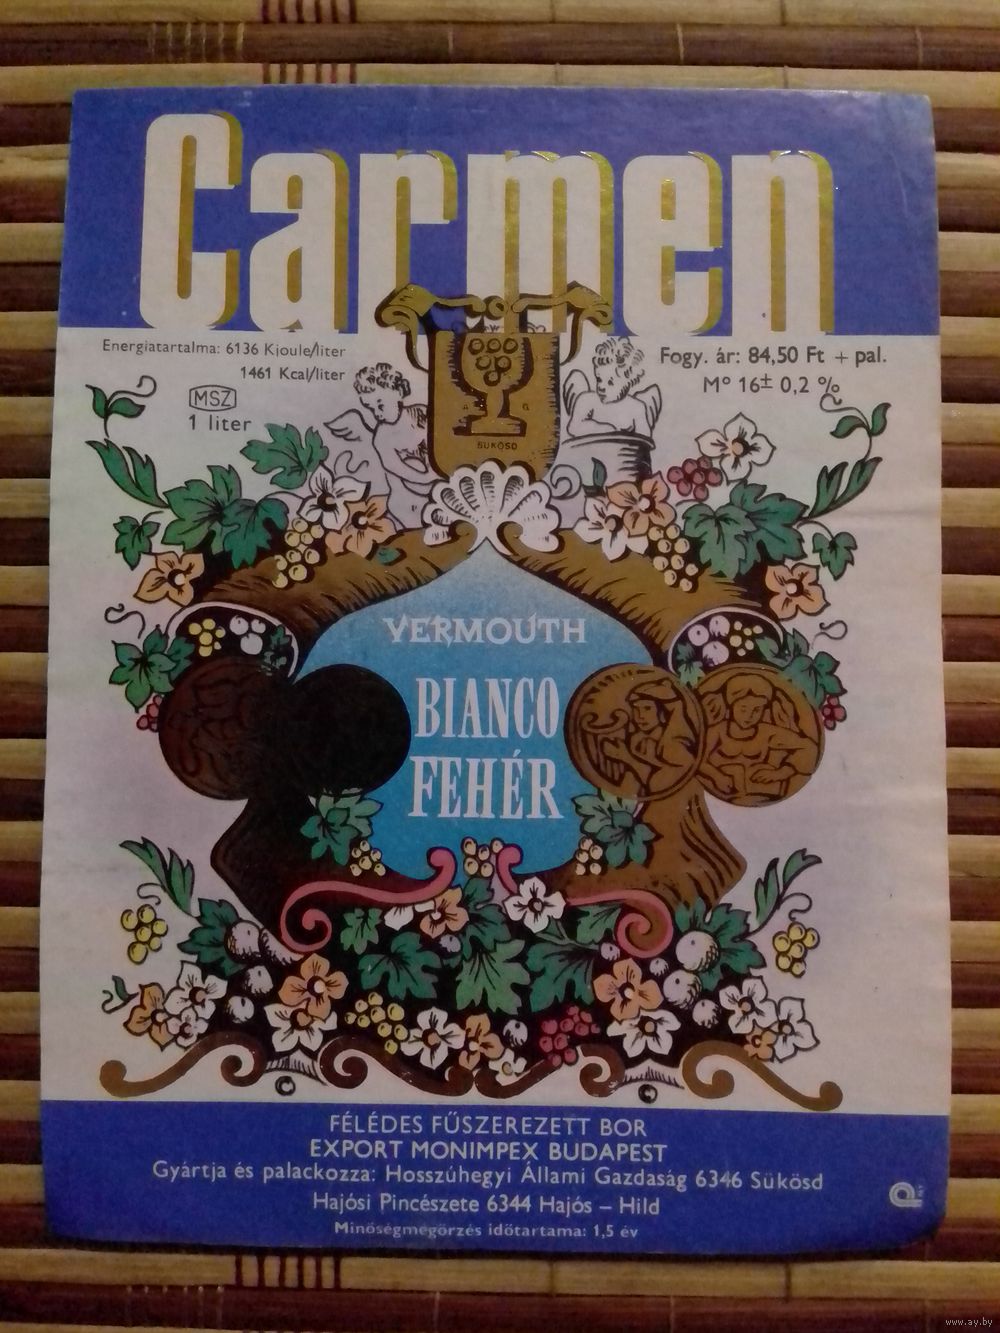 Carmen
Energiatartalma: 6136 Kjoule/liter
1461 Kcal/liter
MSZ
1 liter
Fogy. ár: 84,50 Ft + pal.
M° 16± 0,2 %
A G
SÜKÖSD
VERMOUTH
BIANCO
FEHÉR
©
©
FÉLÉDES FŰSZEREZETT BOR
EXPORT MONIMPEX BUDAPEST
Gyártja és palackozza: Hosszúhegyi Állami Gazdaság 6346 Sükösd
Hajósi Pincészete 6344 Hajós – Hild
Minőségmegőrzés időtartama: 1,5 év
www.ay.by